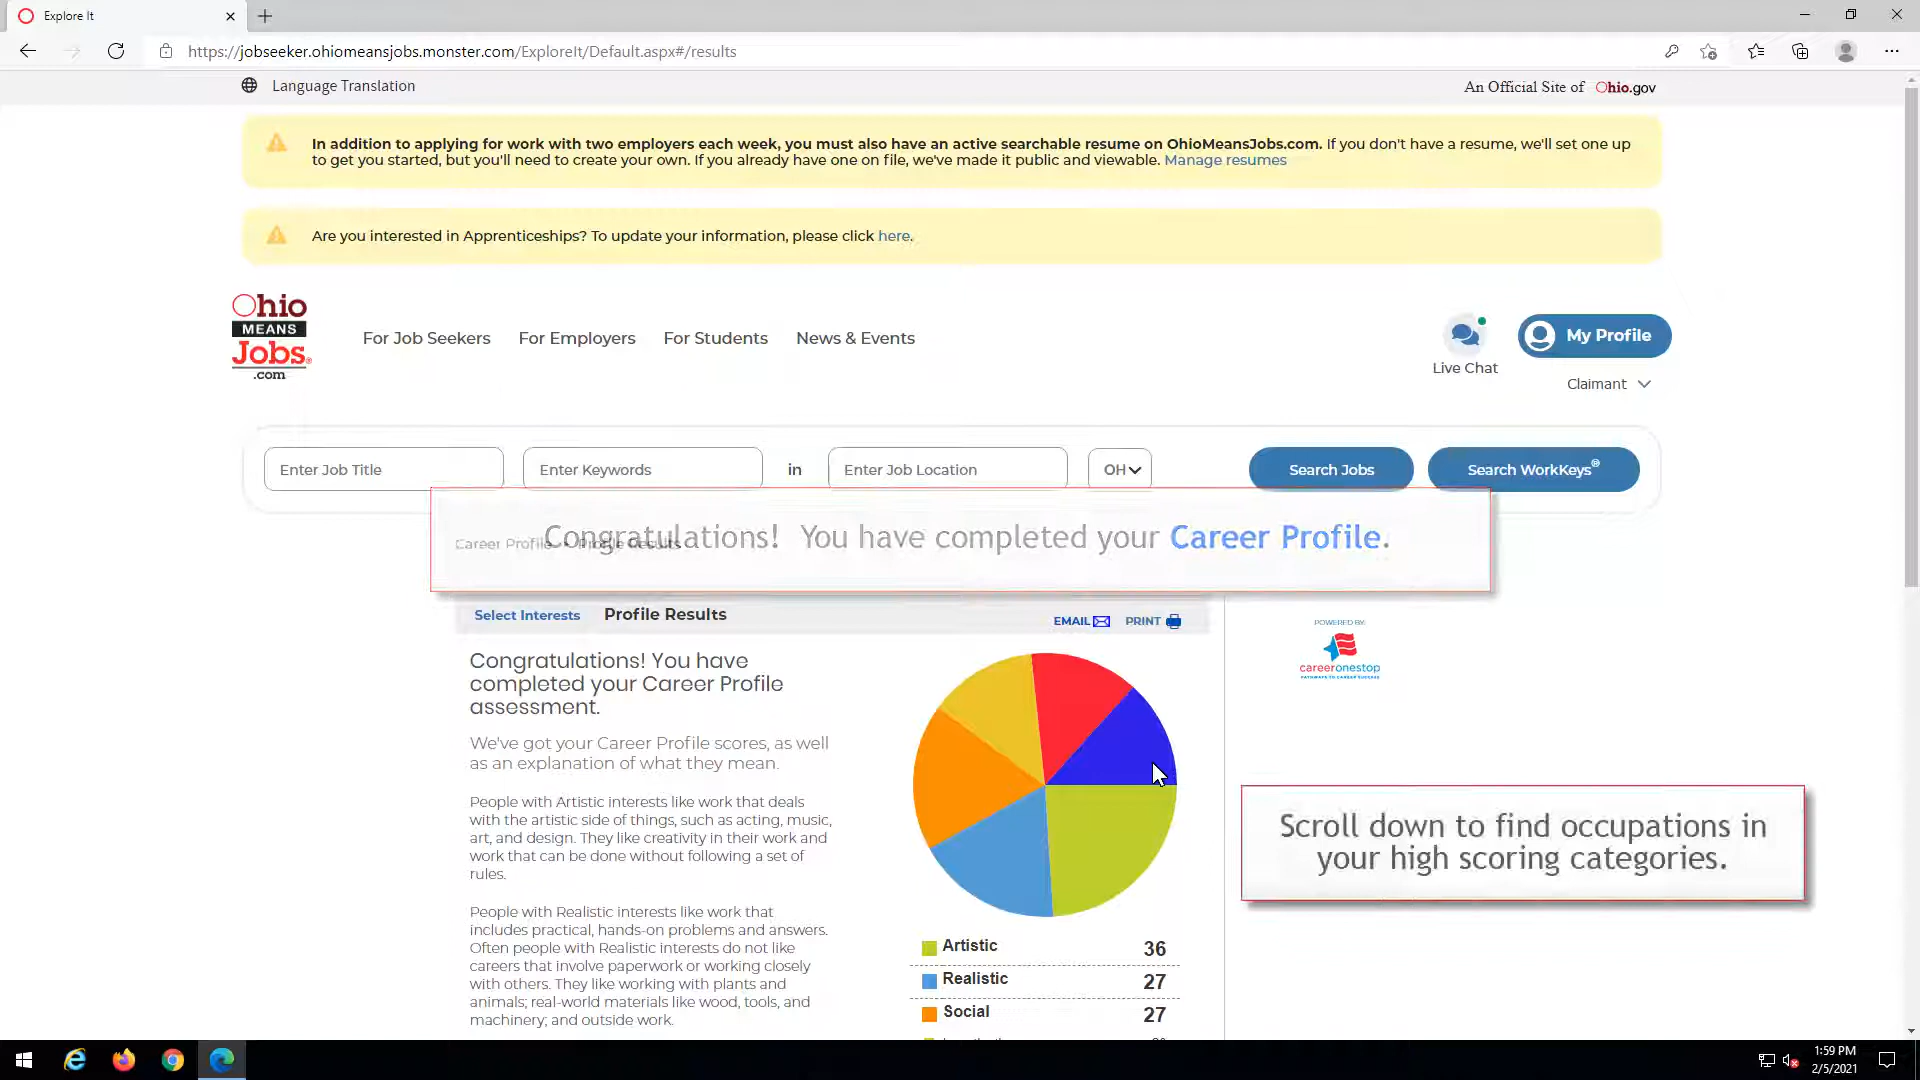 Explore It
https://jobseeker.ohiomeansjobs.monster.com/ExploreIt/Default.aspx#/results
Language Translation
An Official Site of Ohio.gov
In addition to applying for work with two employers each week, you must also have an active searchable resume on OhioMeansJobs.com. If you don't have a resume, we'll set one up
to get you started, but you'll need to create your own. If you already have one on file, we've made it public and viewable. Manage resumes
Are you interested in Apprenticeships? To update your information, please click here.
Ohio
MEANS
Jobs®
.com
For Job Seekers
For Employers
For Students
News & Events
Live Chat
My Profile
Claimant
Enter Job Title
Enter Keywords
in
Enter Job Location
OH
Search Jobs
Search WorkKeys®
Career Profile • Profile Results
Congratulations! You have completed your Career Profile.
Select Interests
Profile Results
EMAIL
PRINT
POWERED BY:
careeronestop
PATHWAYS TO CAREER SUCCESS
Congratulations! You have
completed your Career Profile
assessment.
We've got your Career Profile scores, as well
as an explanation of what they mean.
People with Artistic interests like work that deals
with the artistic side of things, such as acting, music,
art, and design. They like creativity in their work and
work that can be done without following a set of
rules.
People with Realistic interests like work that
includes practical, hands-on problems and answers.
Often people with Realistic interests do not like
careers that involve paperwork or working closely
with others. They like working with plants and
animals; real-world materials like wood, tools, and
machinery; and outside work.
Artistic 36
Realistic 27
Social 27
Scroll down to find occupations in
your high scoring categories.
1:59 PM
2/5/2021